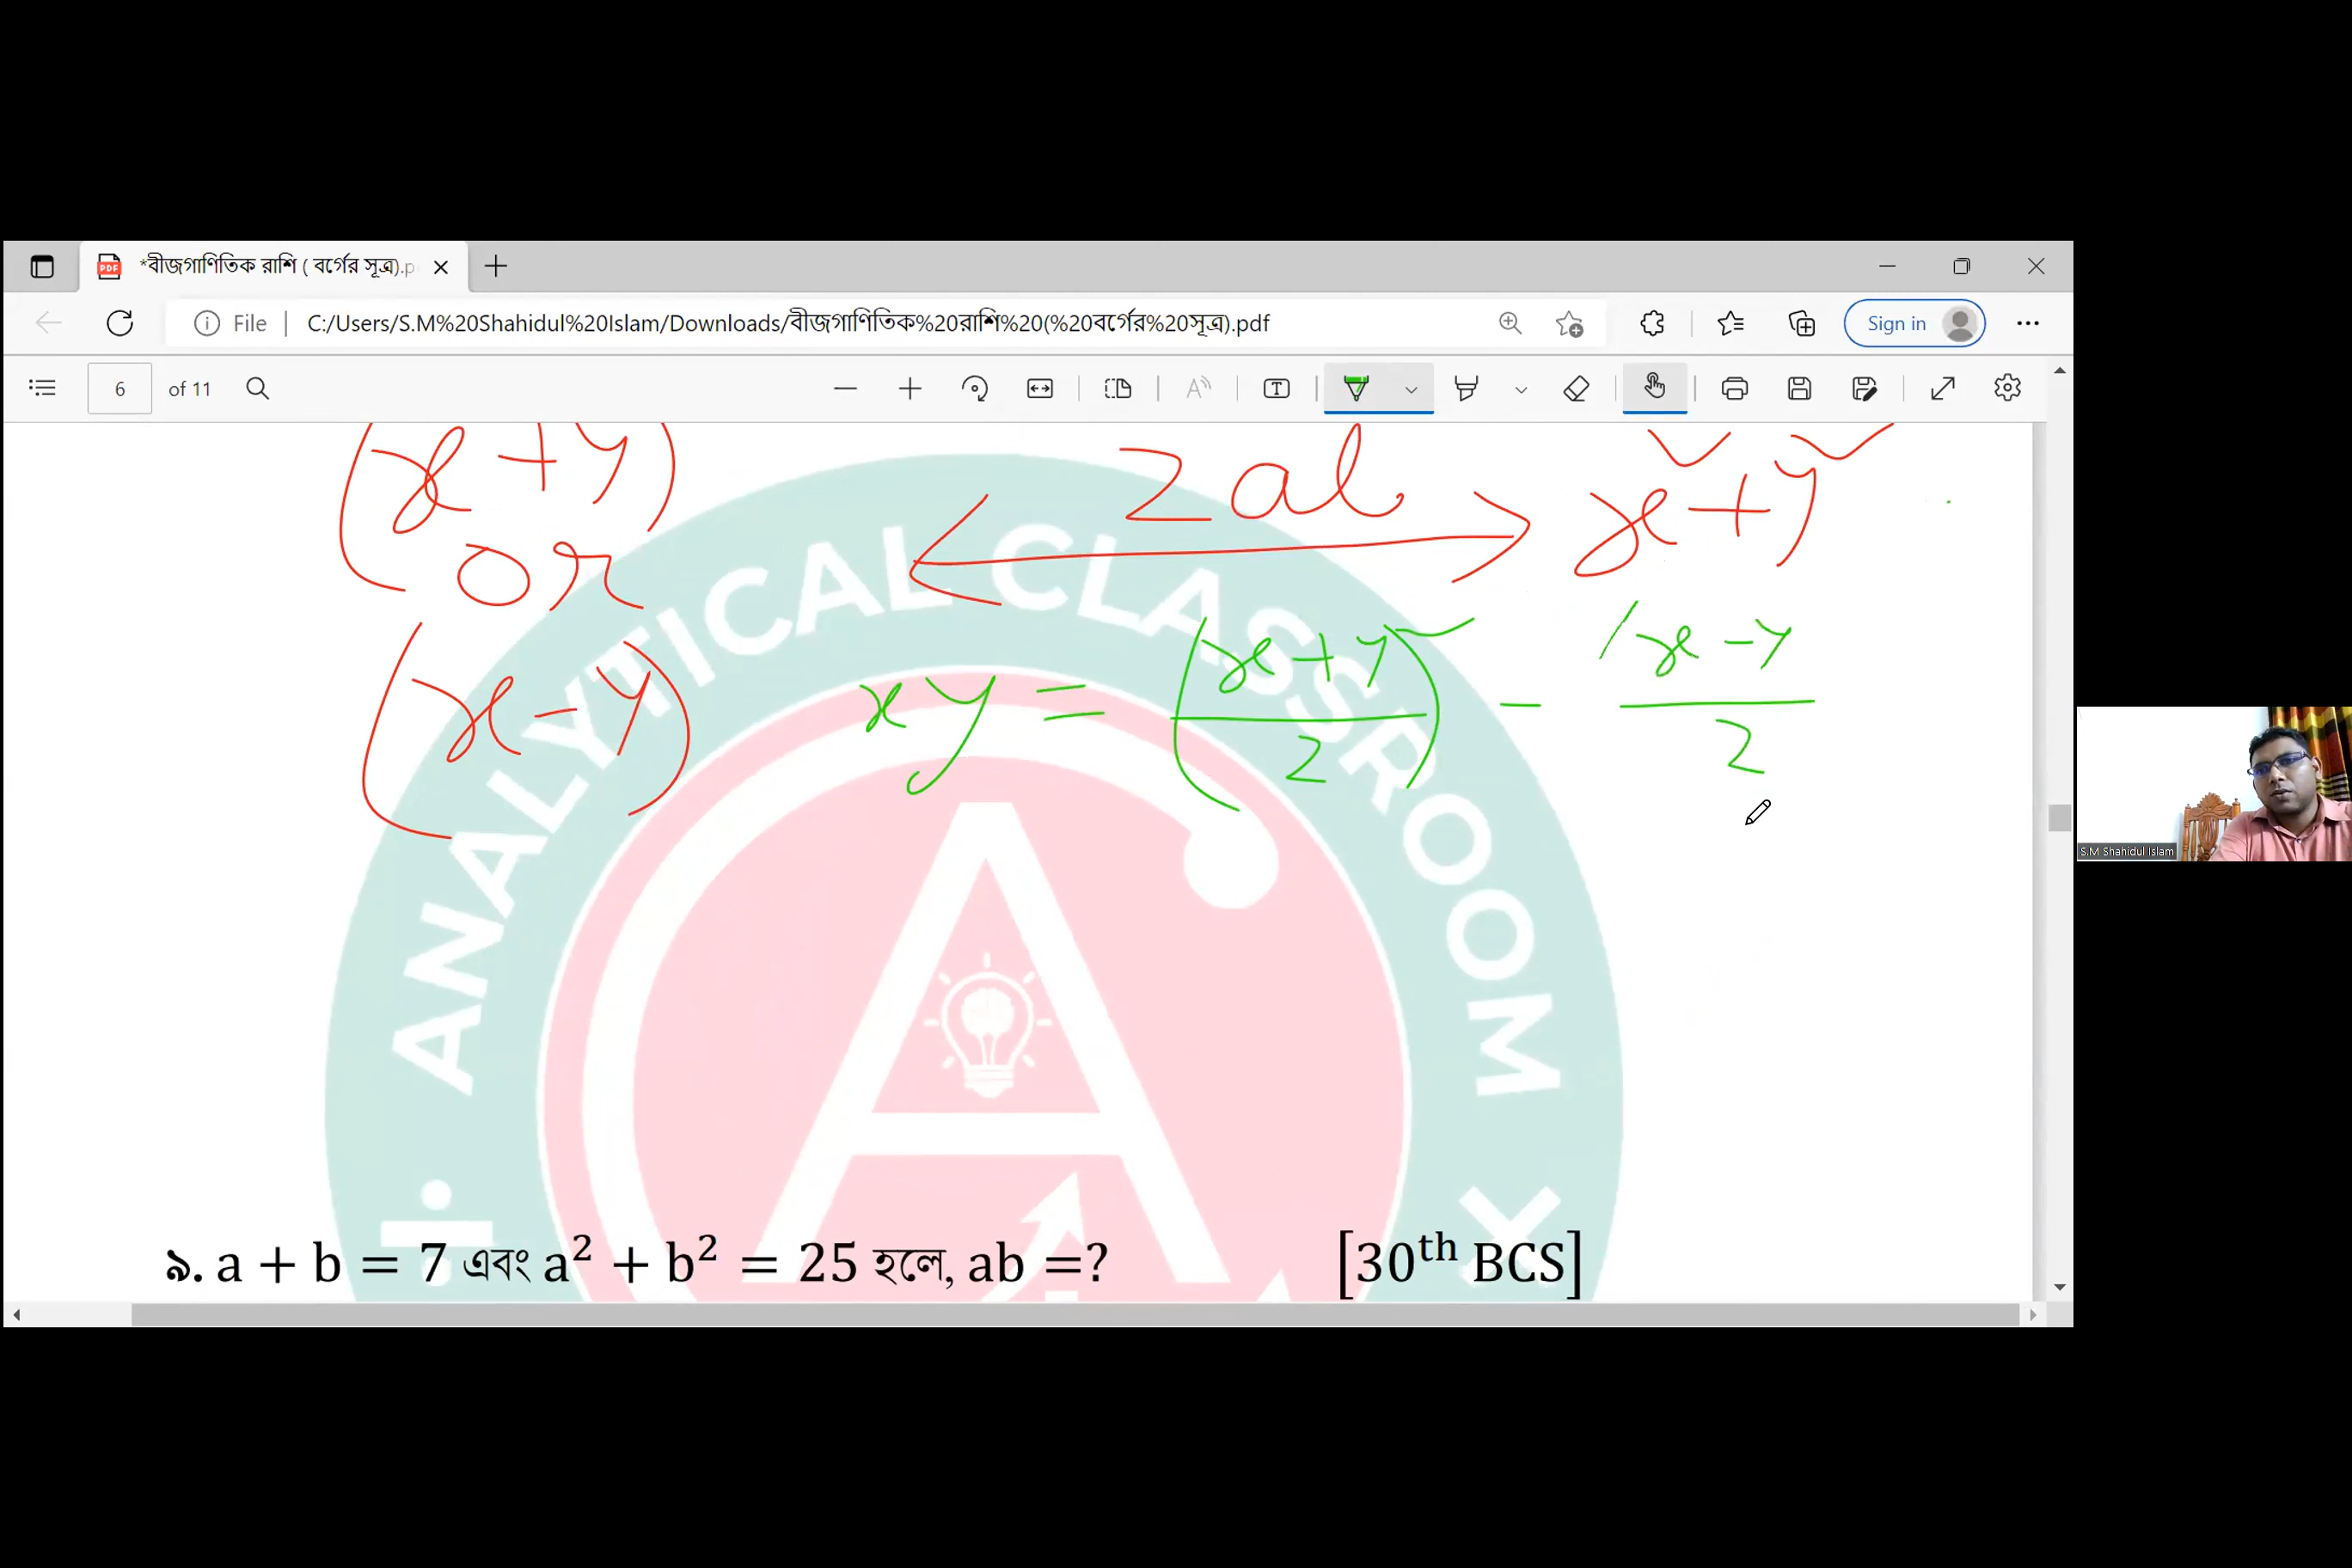 *বীজগাণিতিক রাশি ( বর্গের সূত্র).p
File
C:/Users/S.M%20Shahidul%20Islam/Downloads/বীজগাণিতিক%20রাশি%20(%20বর্গের%20সূত্র).pdf
Sign in
6 of 11
(x + y)
or
(x - y)
2ab
x² + y²
xy = (x + y / 2)² - (x - y / 2
ANALYTICAL CLASSROOM
A
৯. a + b = 7 এবং a² + b² = 25 হলে, ab =? [30th BCS]
S.M Shahidul Islam